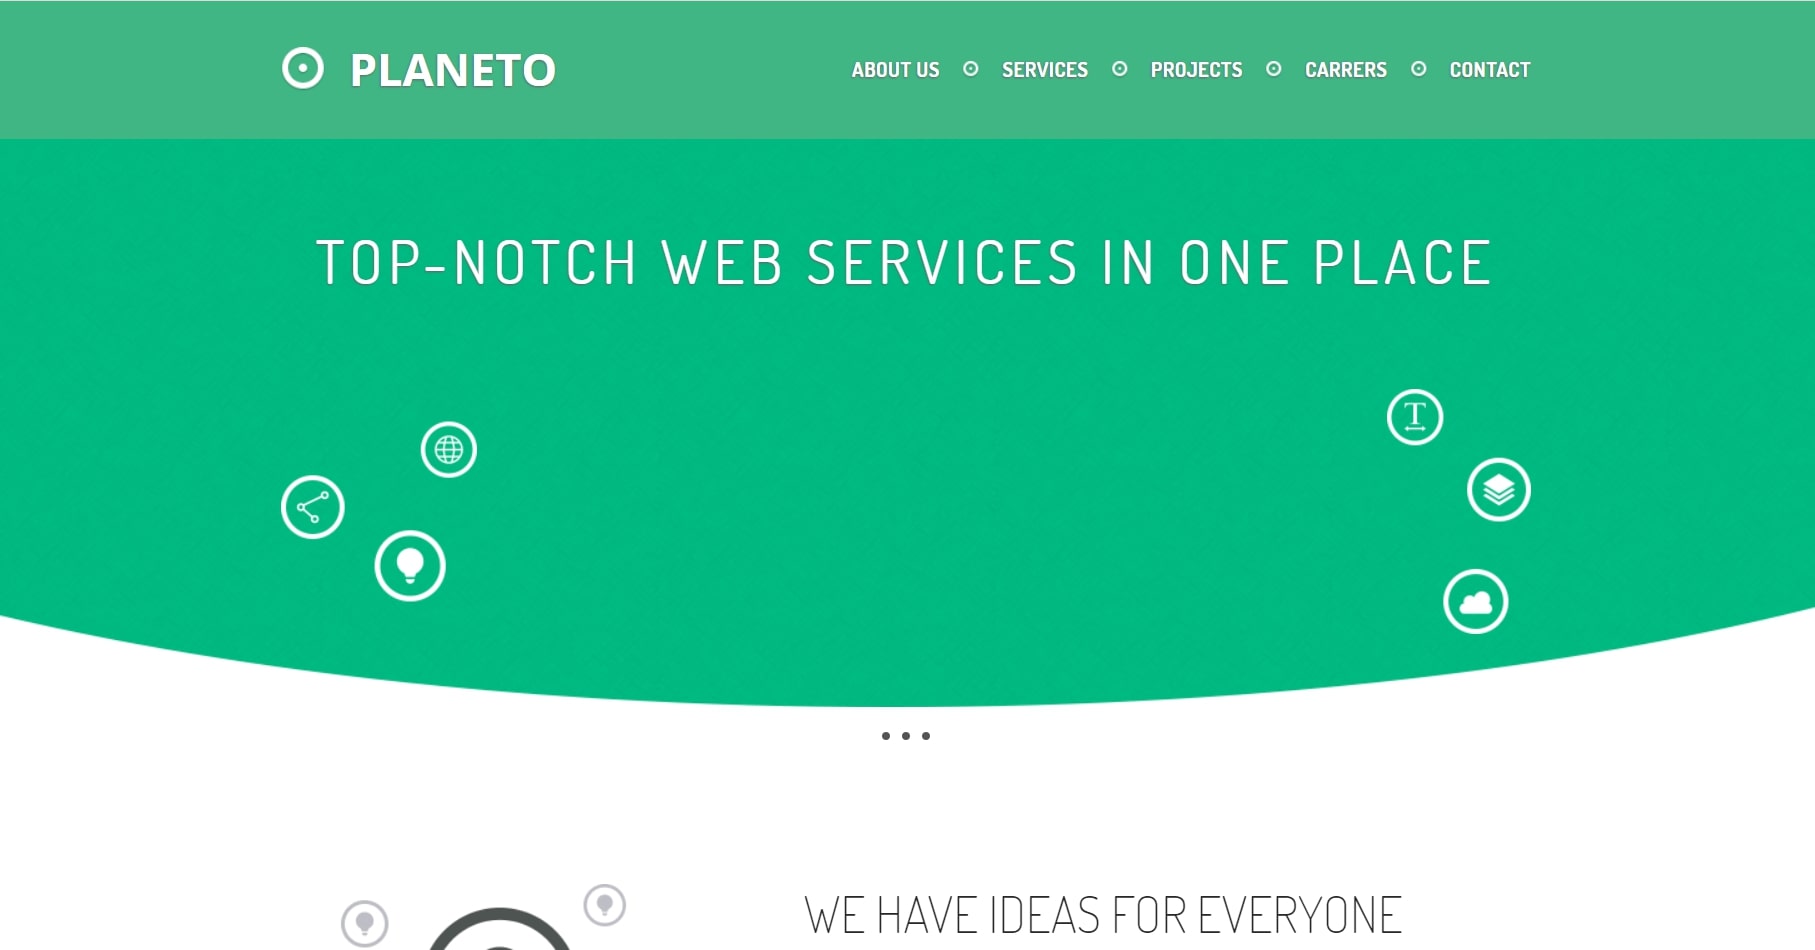 PLANETO
ABOUT US SERVICES PROJECTS CARRERS CONTACT
TOP-NOTCH WEB SERVICES IN ONE PLACE
T
WE HAVE IDEAS FOR EVERYONE